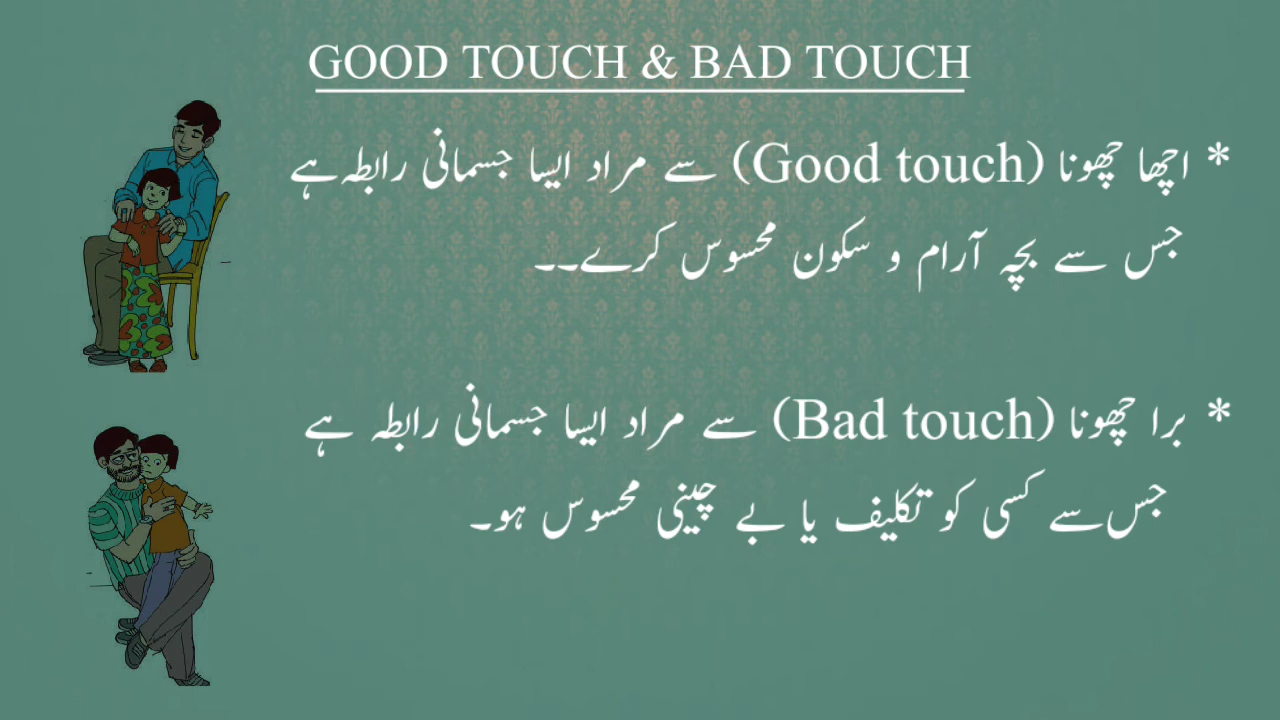 GOOD TOUCH & BAD TOUCH
* اچھا چھونا (Good touch) سے مراد ایسا جسمانی رابطہ ہے
جس سے بچہ آرام و سکون محسوس کرے۔۔
* برا چھونا (Bad touch) سے مراد ایسا جسمانی رابطہ ہے
جس سے کسی کو تکلیف یا بے چینی محسوس ہو۔